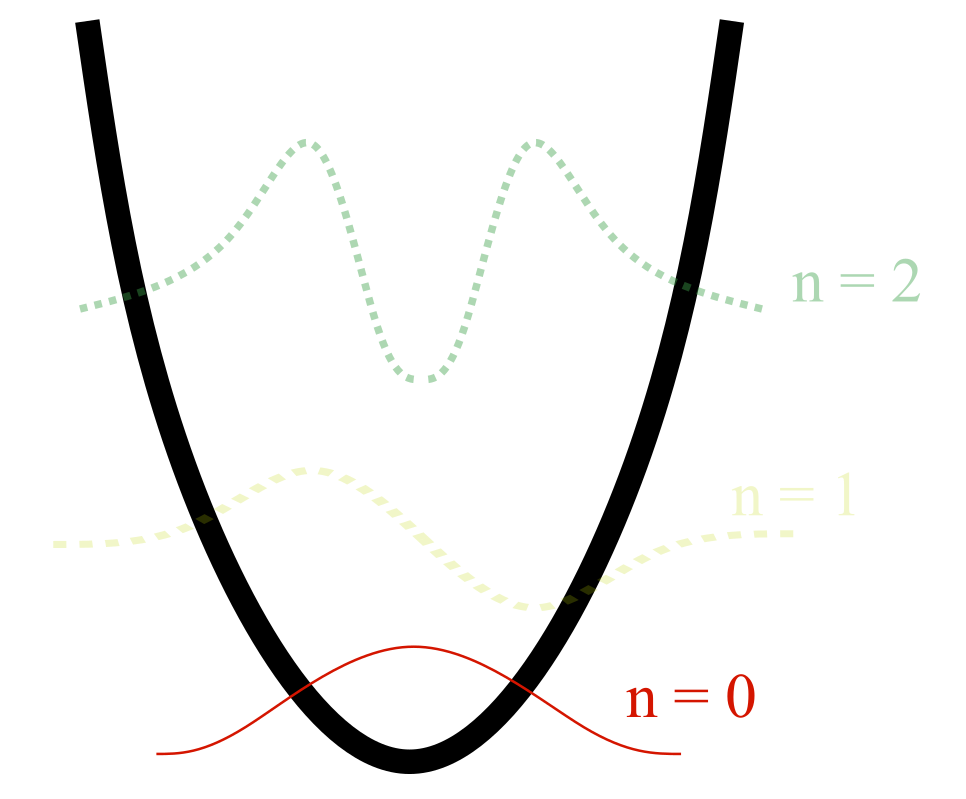 n = 2
n = 1
n = 0